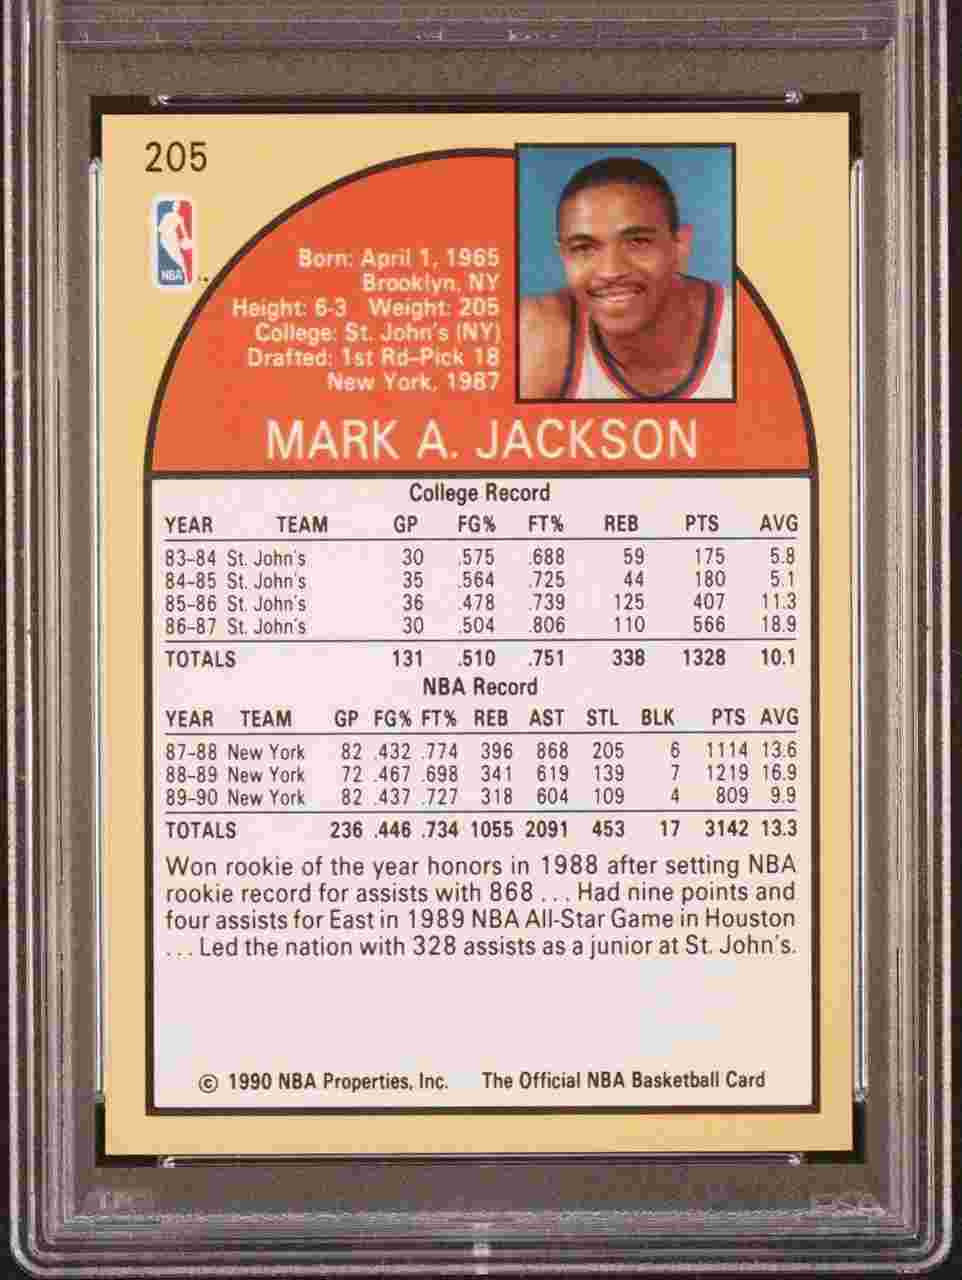 205
NBA
Born: April 1, 1965
Brooklyn, NY
Height: 6-3 Weight: 205
College: St. John's (NY)
Drafted: 1st Rd–Pick 18
New York, 1987
MARK A. JACKSON
College Record
YEAR TEAM GP FG% FT% REB PTS AVG
83–84 St. John's 30 .575 .688 59 175 5.8
84–85 St. John's 35 .564 .725 44 180 5.1
85–86 St. John's 36 .478 .739 125 407 11.3
86–87 St. John's 30 .504 .806 110 566 18.9
TOTALS 131 .510 .751 338 1328 10.1
NBA Record
YEAR TEAM GP FG% FT% REB AST STL BLK PTS AVG
87–88 New York 82 .432 .774 396 868 205 6 1114 13.6
88–89 New York 72 .467 .698 341 619 139 7 1219 16.9
89–90 New York 82 .437 .727 318 604 109 4 809 9.9
TOTALS 236 .446 .734 1055 2091 453 17 3142 13.3
Won rookie of the year honors in 1988 after setting NBA
rookie record for assists with 868 . . . Had nine points and
four assists for East in 1989 NBA All-Star Game in Houston
. . . Led the nation with 328 assists as a junior at St. John's.
© 1990 NBA Properties, Inc. The Official NBA Basketball Card